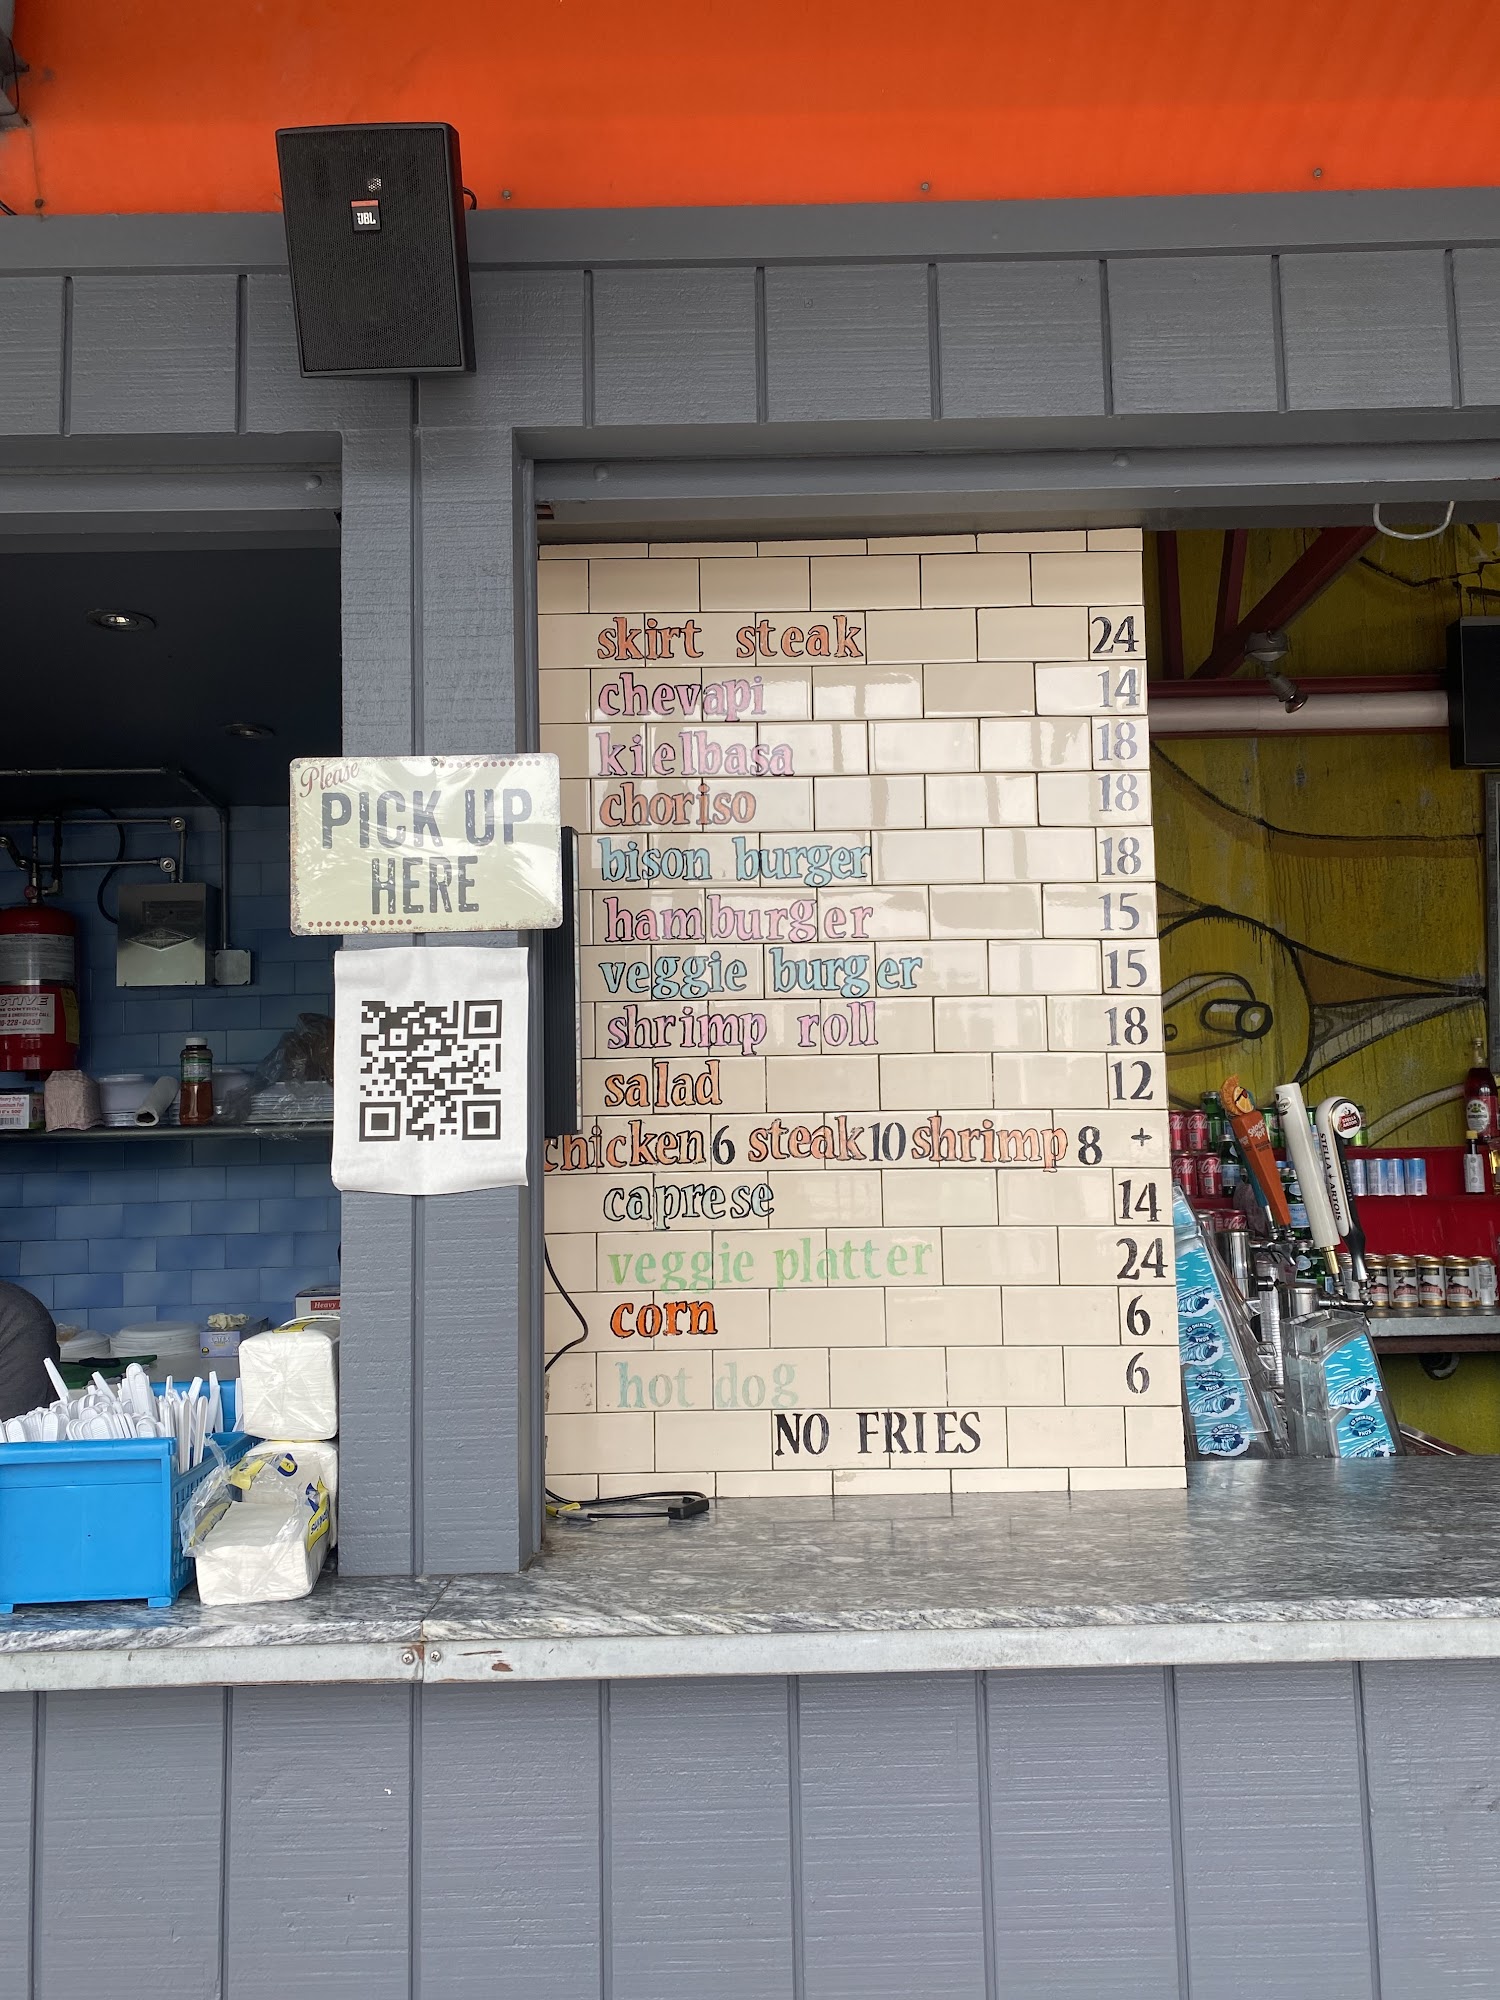 JBL
Please
PICK UP
HERE
skirt steak 24
chevapi 14
kielbasa 18
choriso 18
bison burger 18
hamburger 15
veggie burger 15
shrimp roll 18
salad 12
chicken 6 steak 10 shrimp 8 +
caprese 14
veggie platter 24
corn 6
hot dog 6
NO FRIES
STELLA ARTOIS